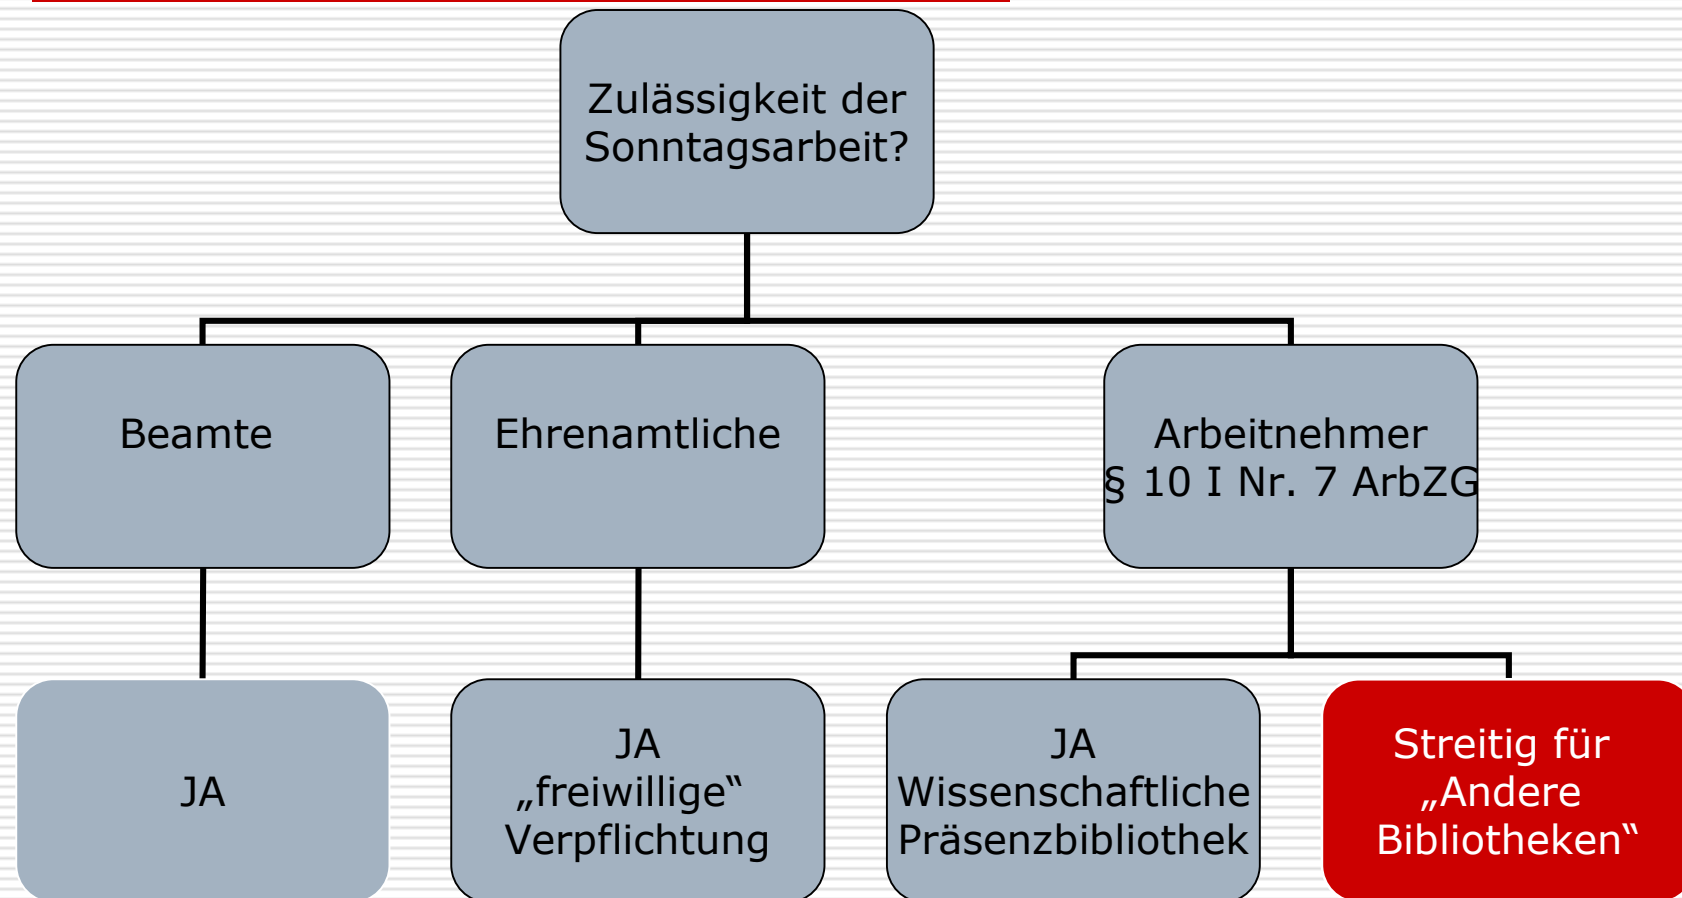 Zulässigkeit der
Sonntagsarbeit?
Beamte
Ehrenamtliche
Arbeitnehmer
§ 10 I Nr. 7 ArbZG
JA
JA
„freiwillige“
Verpflichtung
JA
Wissenschaftliche
Präsenzbibliothek
Streitig für
„Andere
Bibliotheken“